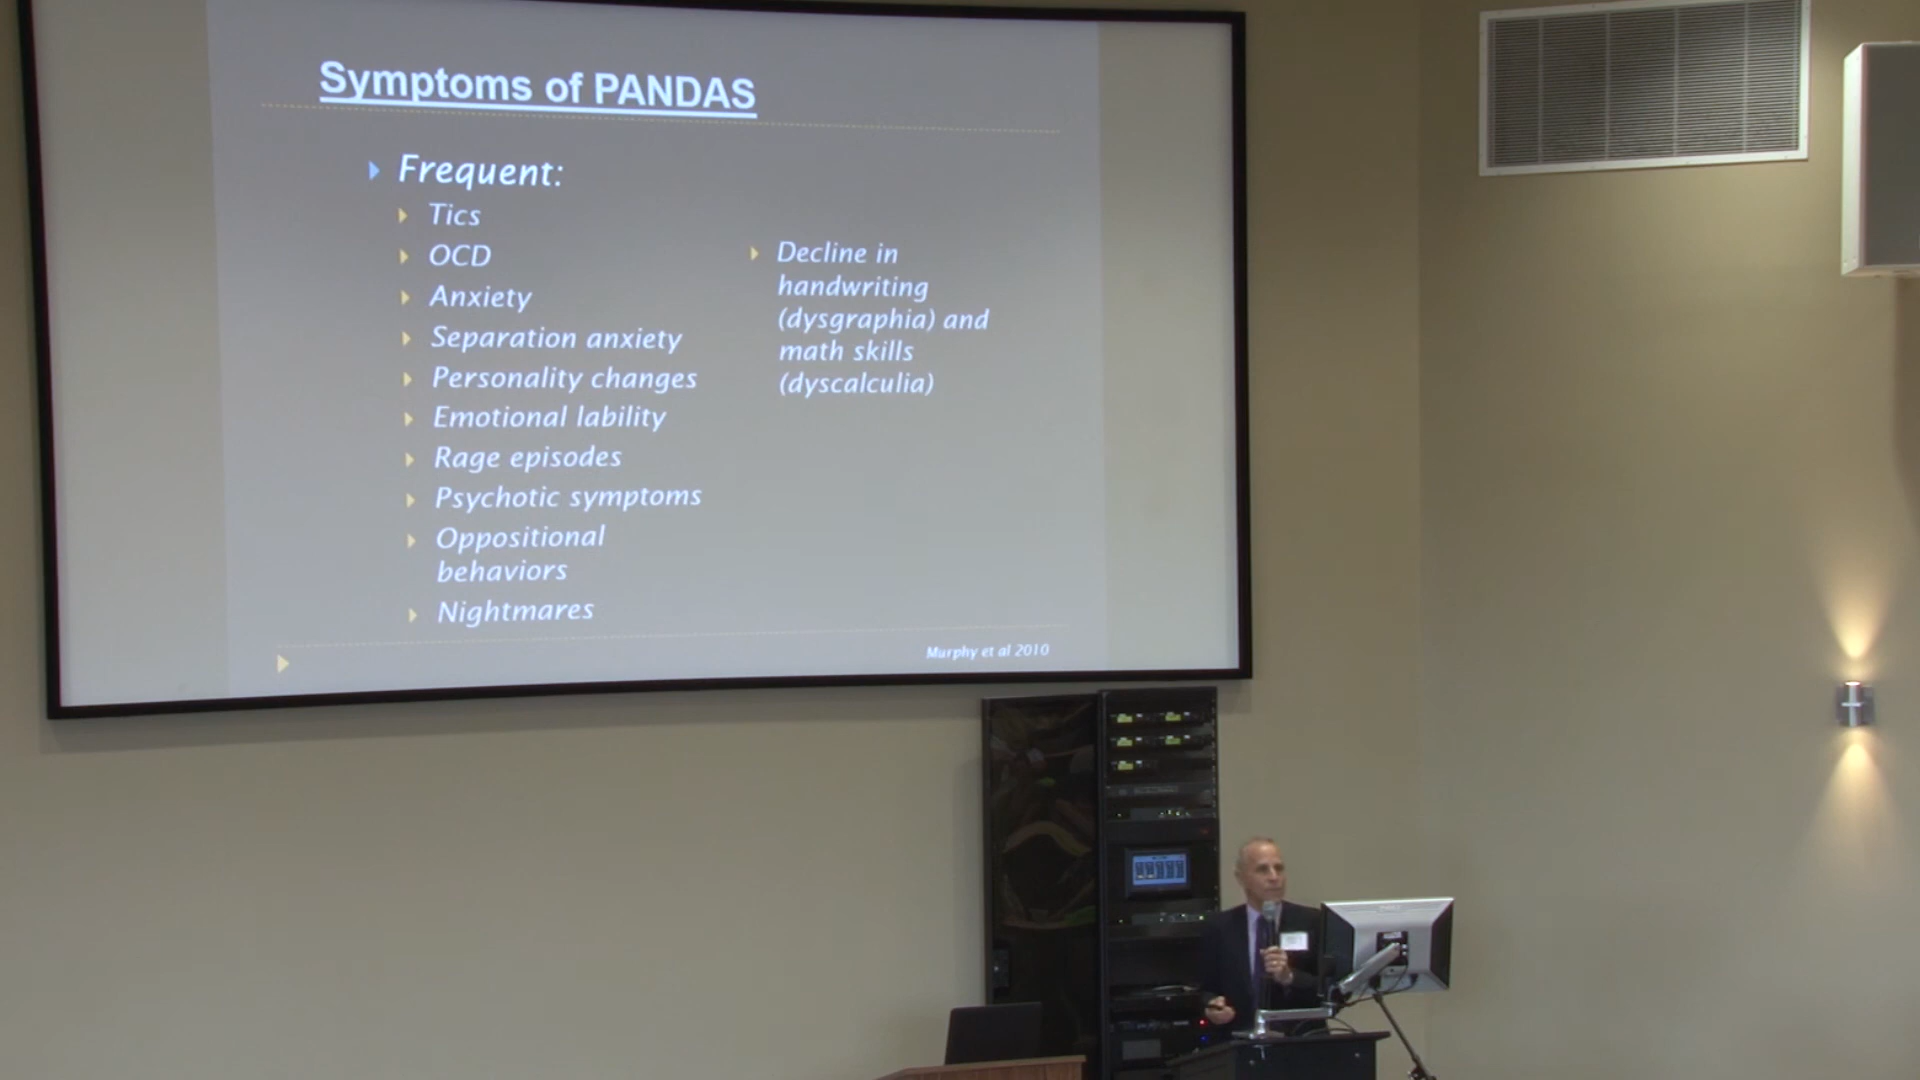 Symptoms of PANDAS
Frequent:
Tics
OCD
Anxiety
Separation anxiety
Personality changes
Emotional lability
Rage episodes
Psychotic symptoms
Oppositional
behaviors
Nightmares
Decline in
handwriting
(dysgraphia) and
math skills
(dyscalculia)
Murphy et al 2010